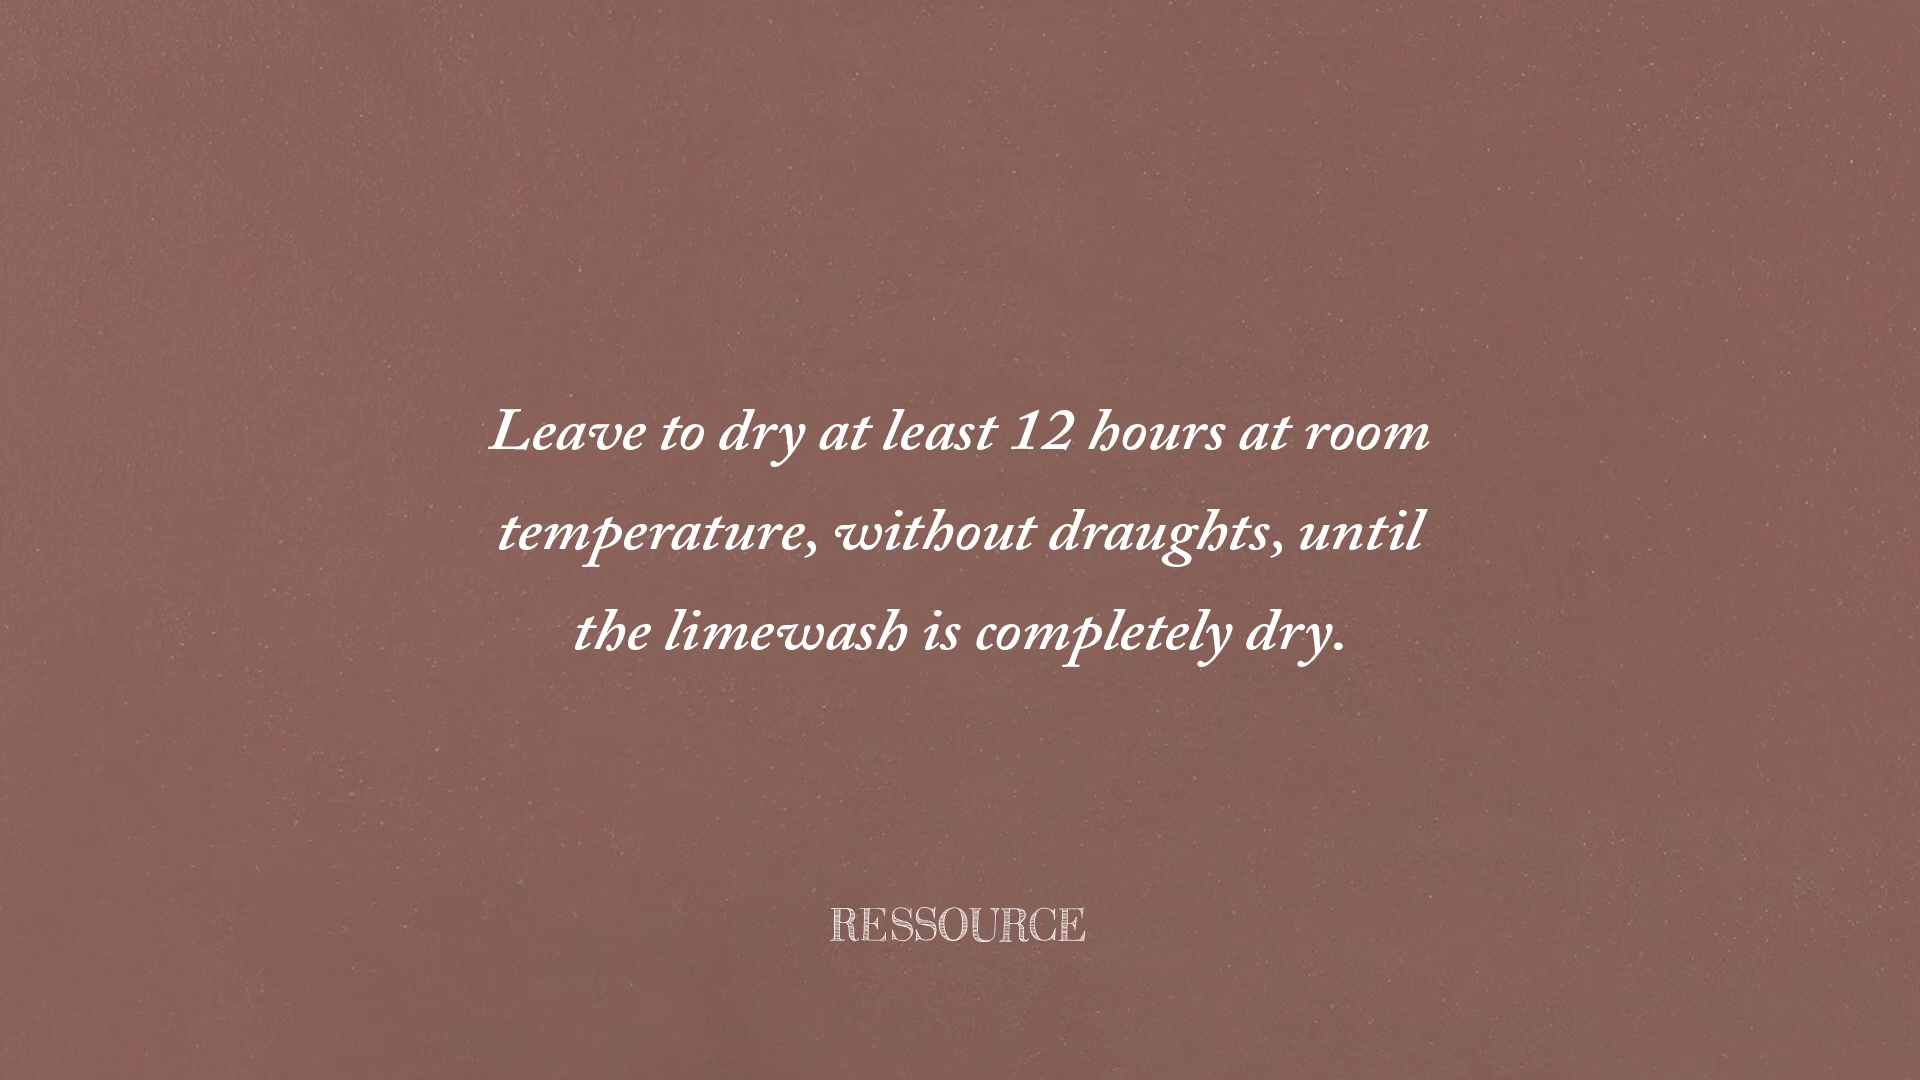 Leave to dry at least 12 hours at room
temperature, without draughts, until
the limewash is completely dry.
RESSOURCE